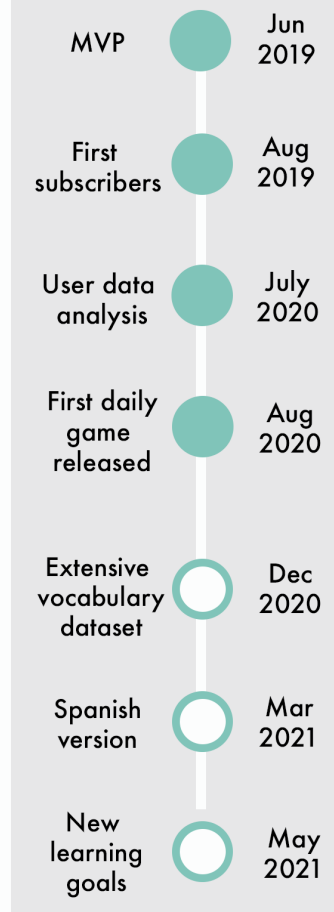 MVP
Jun
2019
First
subscribers
Aug
2019
User data
analysis
July
2020
First daily
game
released
Aug
2020
Extensive
vocabulary
dataset
Dec
2020
Spanish
version
Mar
2021
New
learning
goals
May
2021